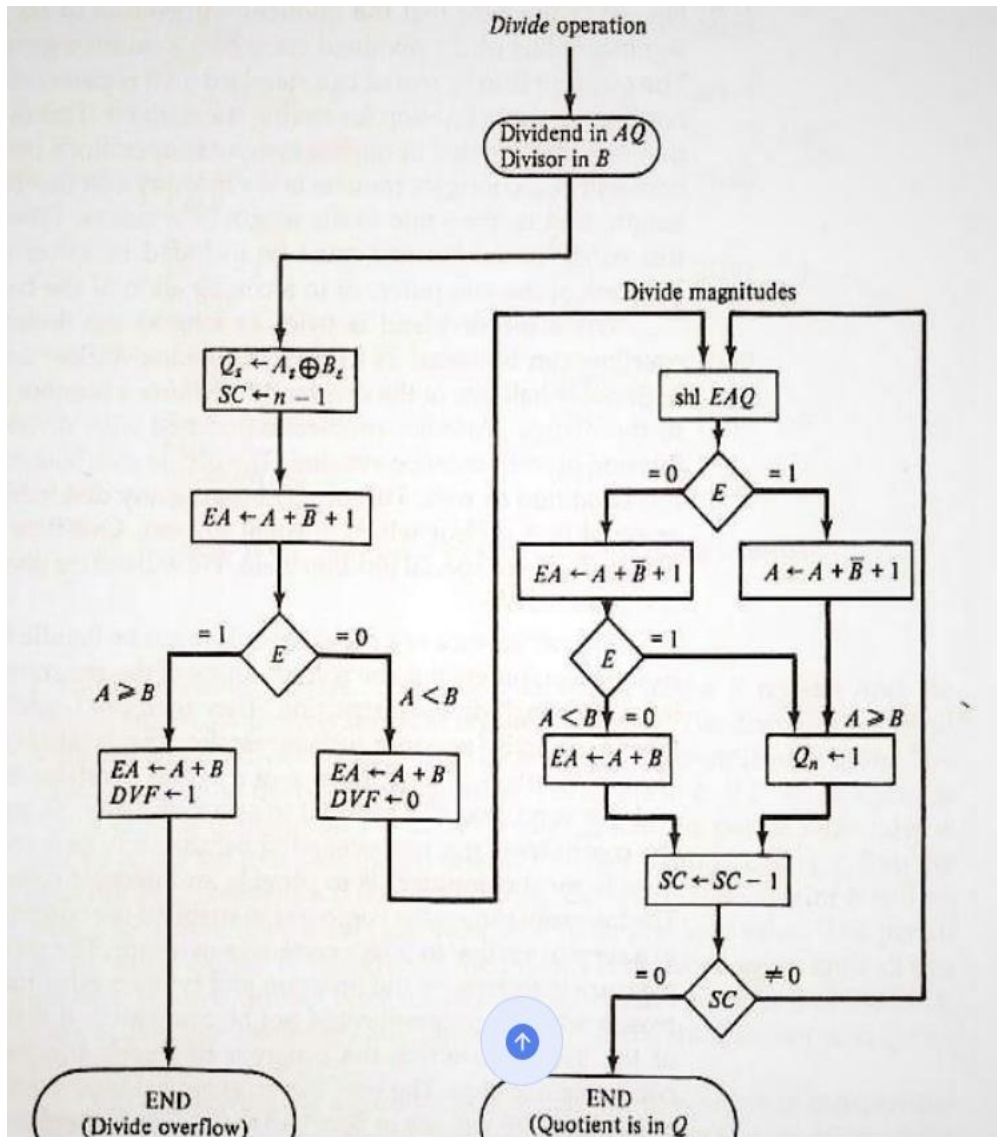 Divide operation
Dividend in AQ
Divisor in B
Divide magnitudes
Qₛ ← Aₛ ⊕ Bₛ
SC ← n − 1
shl EAQ
= 0
E
= 1
EA ← A + B̅ + 1
EA ← A + B̅ + 1
A ← A + B̅ + 1
= 1
E
= 0
E
= 1
A ⩾ B
A < B
A < B
= 0
A ⩾ B
EA ← A + B
DVF ← 1
EA ← A + B
DVF ← 0
EA ← A + B
Qₙ ← 1
SC ← SC − 1
= 0
≠ 0
SC
END
(Divide overflow)
END
(Quotient is in Q